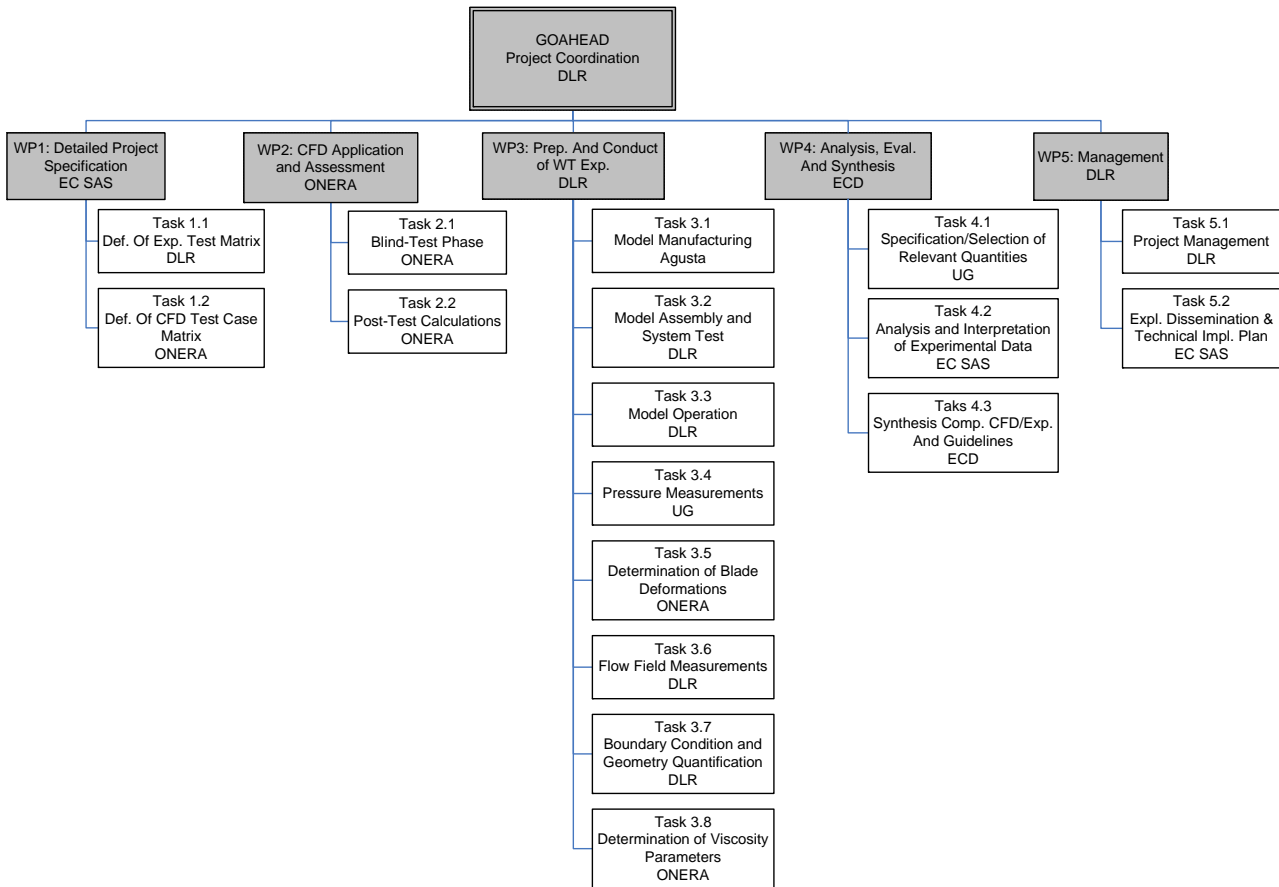 GOAHEAD
Project Coordination
DLR
WP1: Detailed Project
Specification
EC SAS
WP2: CFD Application
and Assessment
ONERA
WP3: Prep. And Conduct
of WT Exp.
DLR
WP4: Analysis, Eval.
And Synthesis
ECD
WP5: Management
DLR
Task 1.1
Def. Of Exp. Test Matrix
DLR
Task 1.2
Def. Of CFD Test Case
Matrix
ONERA
Task 2.1
Blind-Test Phase
ONERA
Task 2.2
Post-Test Calculations
ONERA
Task 3.1
Model Manufacturing
Agusta
Task 3.2
Model Assembly and
System Test
DLR
Task 3.3
Model Operation
DLR
Task 3.4
Pressure Measurements
UG
Task 3.5
Determination of Blade
Deformations
ONERA
Task 3.6
Flow Field Measurements
DLR
Task 3.7
Boundary Condition and
Geometry Quantification
DLR
Task 3.8
Determination of Viscosity
Parameters
ONERA
Task 4.1
Specification/Selection of
Relevant Quantities
UG
Task 4.2
Analysis and Interpretation
of Experimental Data
EC SAS
Taks 4.3
Synthesis Comp. CFD/Exp.
And Guidelines
ECD
Task 5.1
Project Management
DLR
Task 5.2
Expl. Dissemination &
Technical Impl. Plan
EC SAS